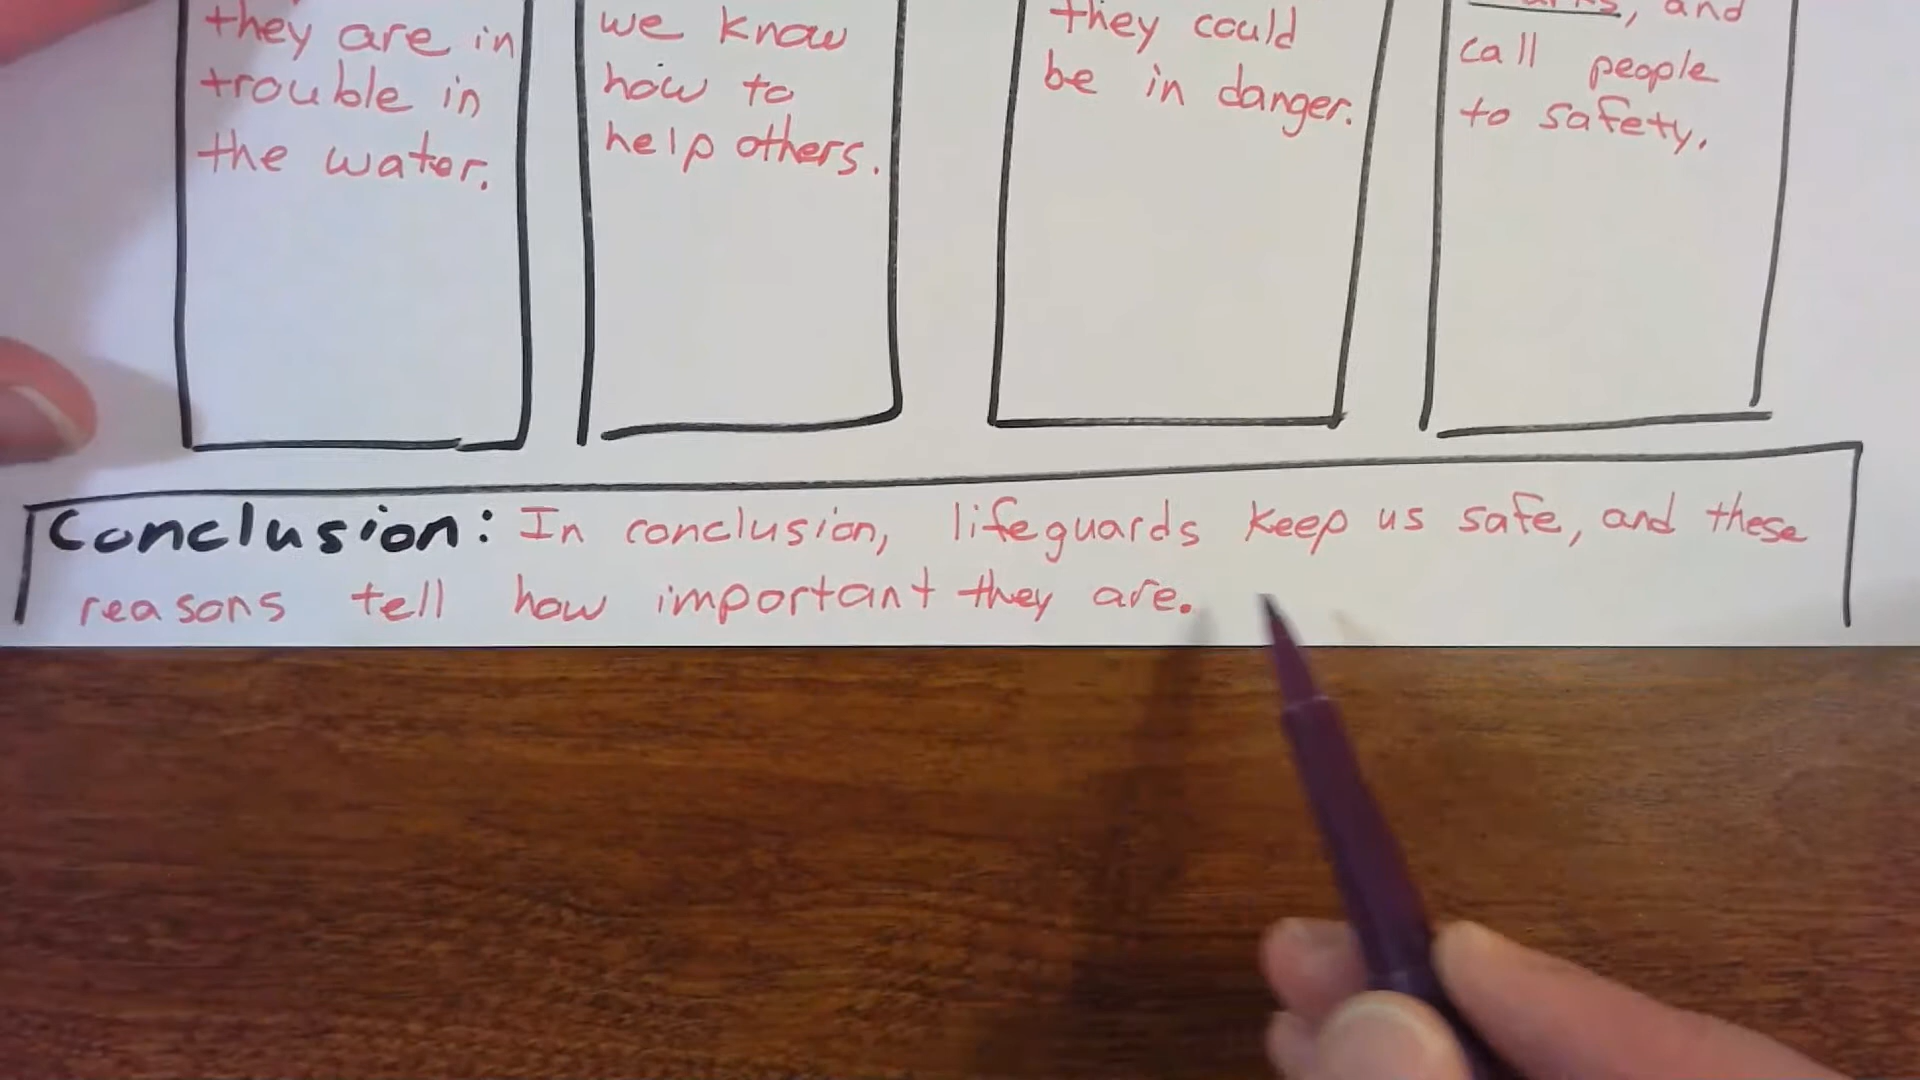 they are in
trouble in
the water.
we know
how to
help others.
they could
be in danger.
and
call people
to safety.
Conclusion: In conclusion, lifeguards keep us safe, and these
reasons tell how important they are.